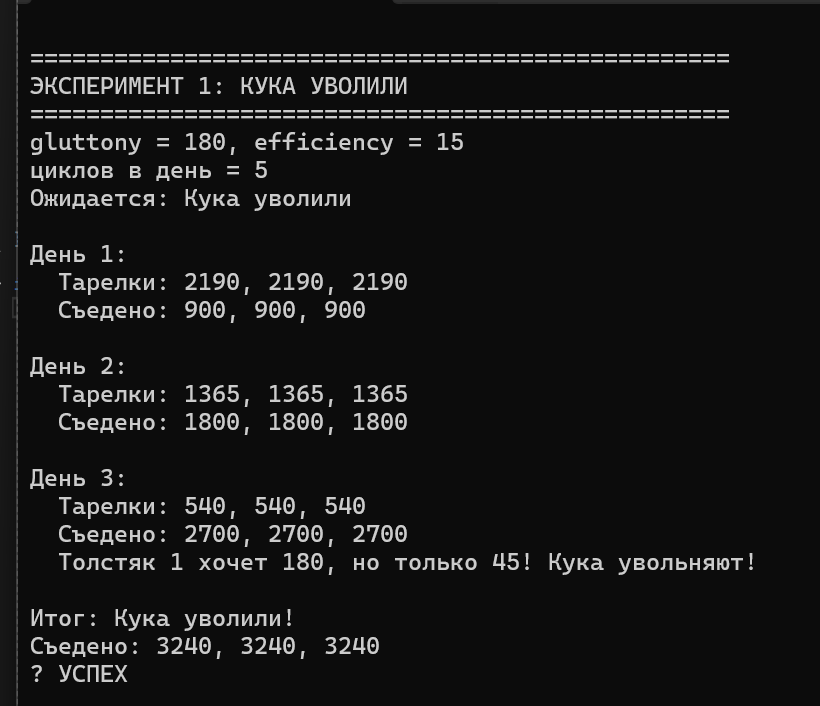 ==================================================
ЭКСПЕРИМЕНТ 1: КУКА УВОЛИЛИ
==================================================
gluttony = 180, efficiency = 15
циклов в день = 5
Ожидается: Кука уволили
День 1:
Тарелки: 2190, 2190, 2190
Съедено: 900, 900, 900
День 2:
Тарелки: 1365, 1365, 1365
Съедено: 1800, 1800, 1800
День 3:
Тарелки: 540, 540, 540
Съедено: 2700, 2700, 2700
Толстяк 1 хочет 180, но только 45! Кука увольняют!
Итог: Кука уволили!
Съедено: 3240, 3240, 3240
? УСПЕХ